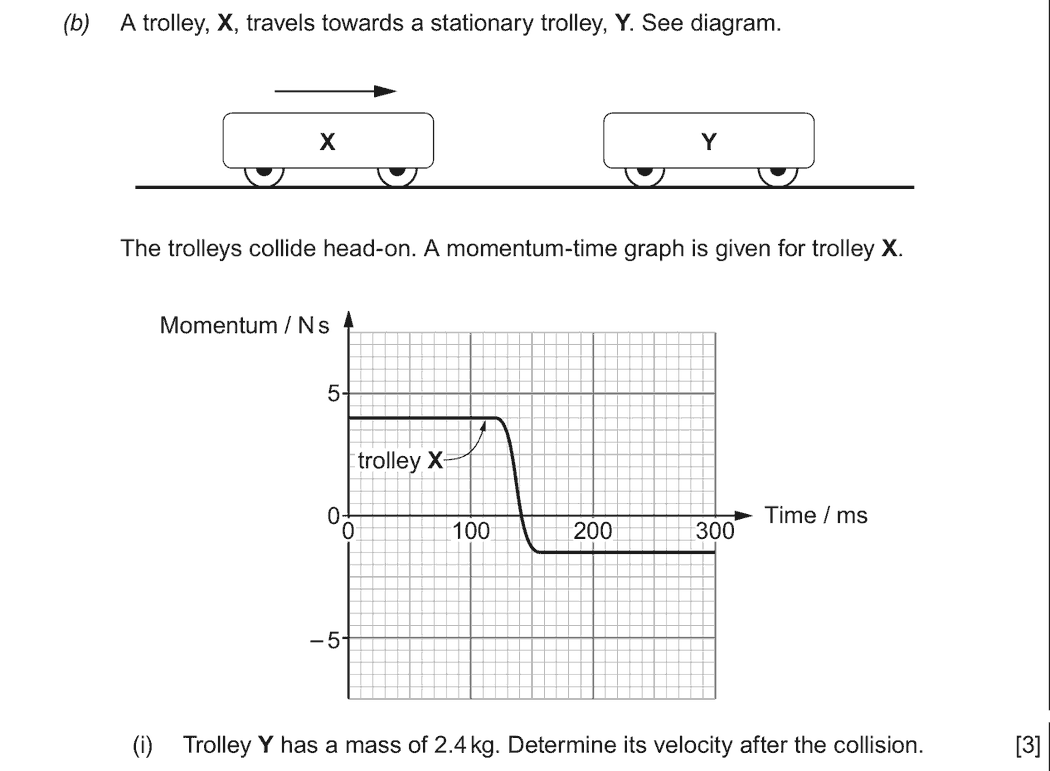 (b) A trolley, X, travels towards a stationary trolley, Y. See diagram.
X
Y
The trolleys collide head-on. A momentum-time graph is given for trolley X.
Momentum / N s
5
trolley X
0
0 100 200 300
Time / ms
–5
(i) Trolley Y has a mass of 2.4 kg. Determine its velocity after the collision. [3]